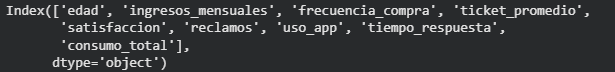 Index(['edad', 'ingresos_mensuales', 'frecuencia_compra', 'ticket_promedio',
       'satisfaccion', 'reclamos', 'uso_app', 'tiempo_respuesta',
       'consumo_total'],
      dtype='object')